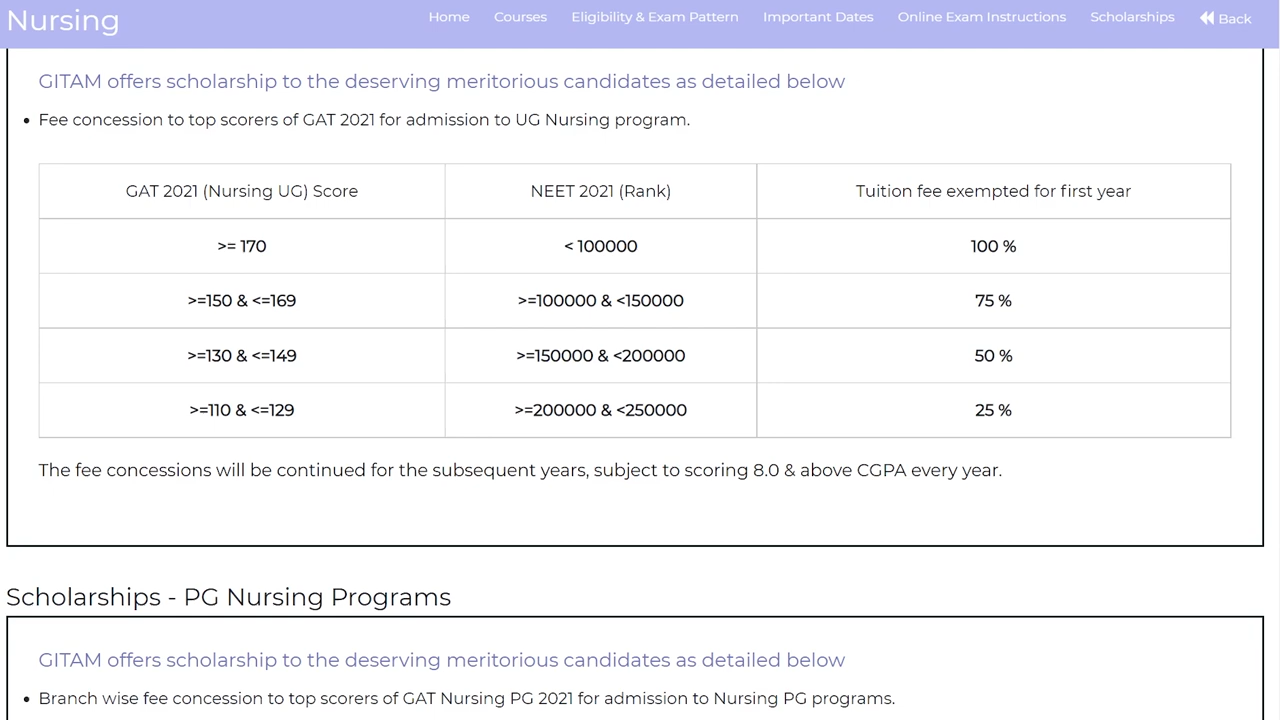 Nursing
Home Courses Eligibility & Exam Pattern Important Dates Online Exam Instructions Scholarships Back
GITAM offers scholarship to the deserving meritorious candidates as detailed below
• Fee concession to top scorers of GAT 2021 for admission to UG Nursing program.
GAT 2021 (Nursing UG) Score NEET 2021 (Rank) Tuition fee exempted for first year
>= 170 < 100000 100 %
>=150 & <=169 >=100000 & <150000 75 %
>=130 & <=149 >=150000 & <200000 50 %
>=110 & <=129 >=200000 & <250000 25 %
The fee concessions will be continued for the subsequent years, subject to scoring 8.0 & above CGPA every year.
Scholarships - PG Nursing Programs
GITAM offers scholarship to the deserving meritorious candidates as detailed below
• Branch wise fee concession to top scorers of GAT Nursing PG 2021 for admission to Nursing PG programs.